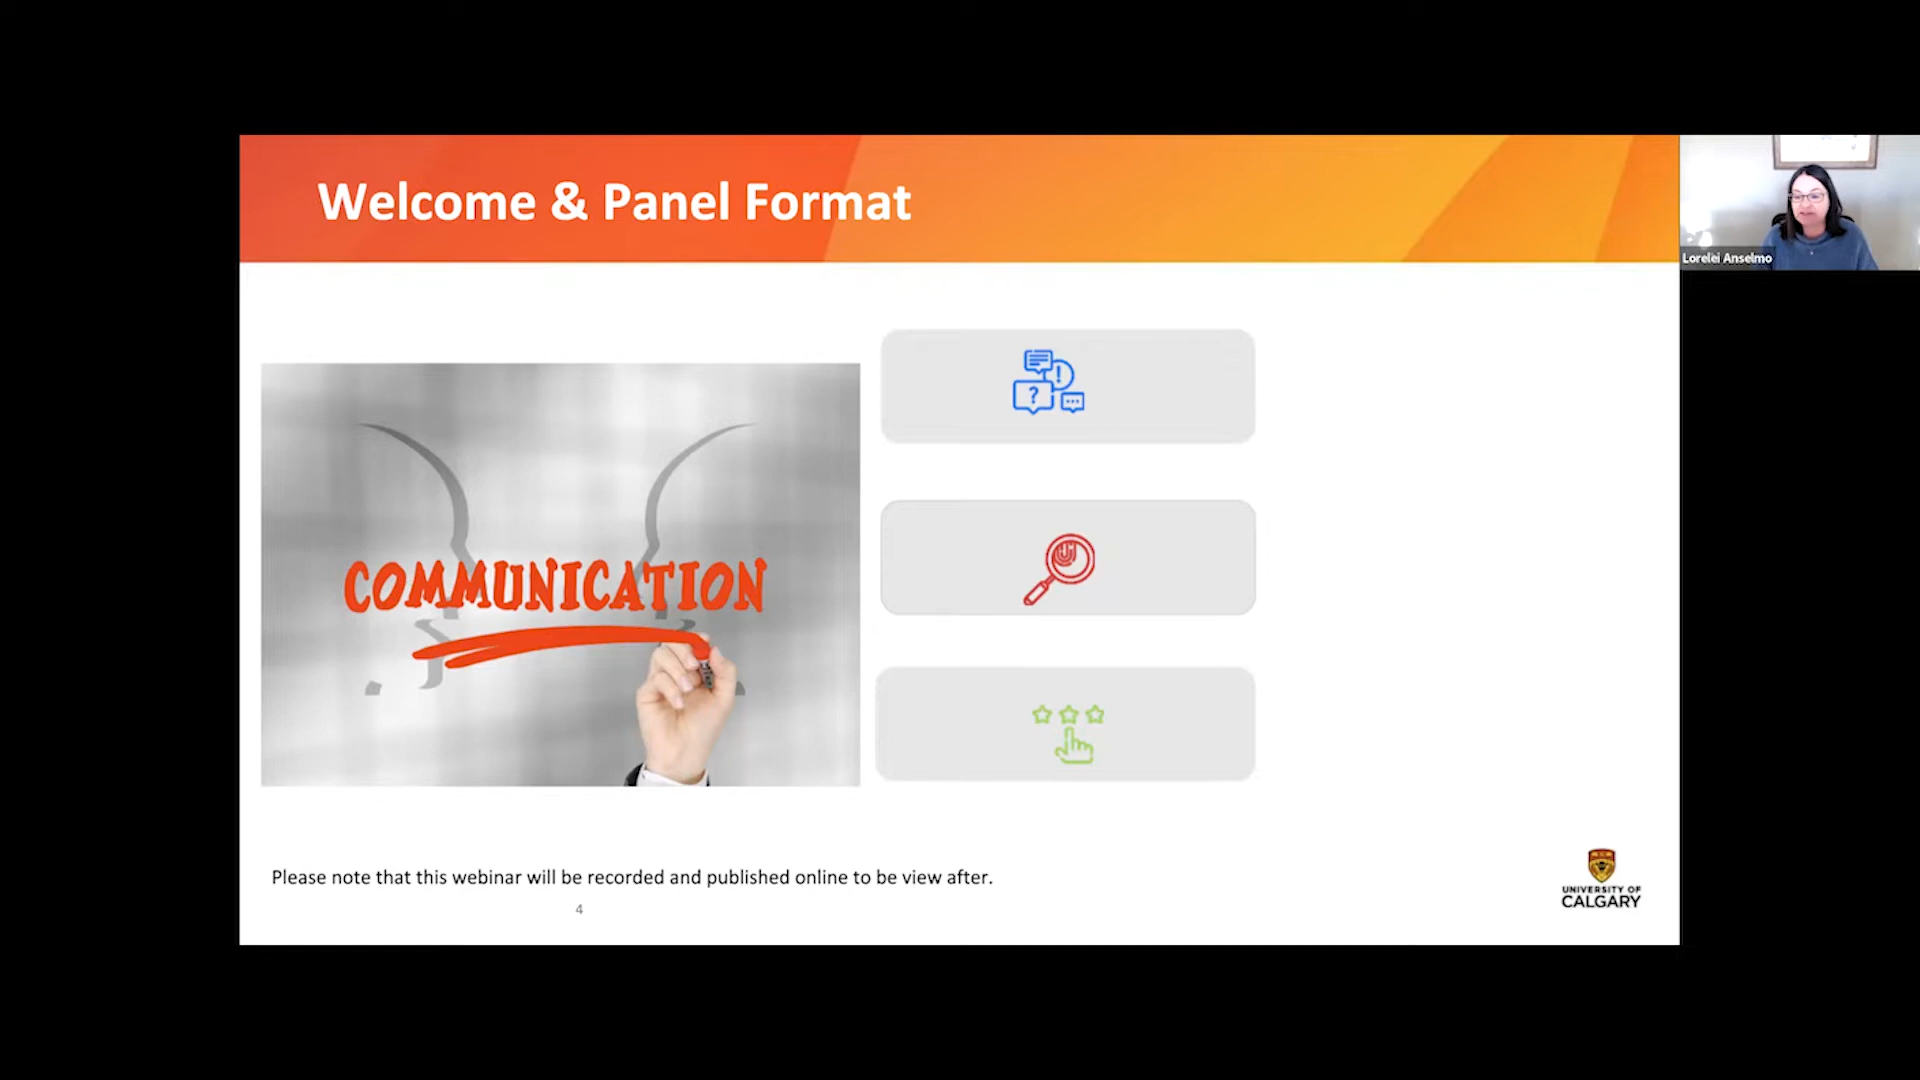 Welcome & Panel Format
Lorelei Anselmo
?
!
COMMUNICATION
Please note that this webinar will be recorded and published online to be view after.
4
UNIVERSITY OF
CALGARY